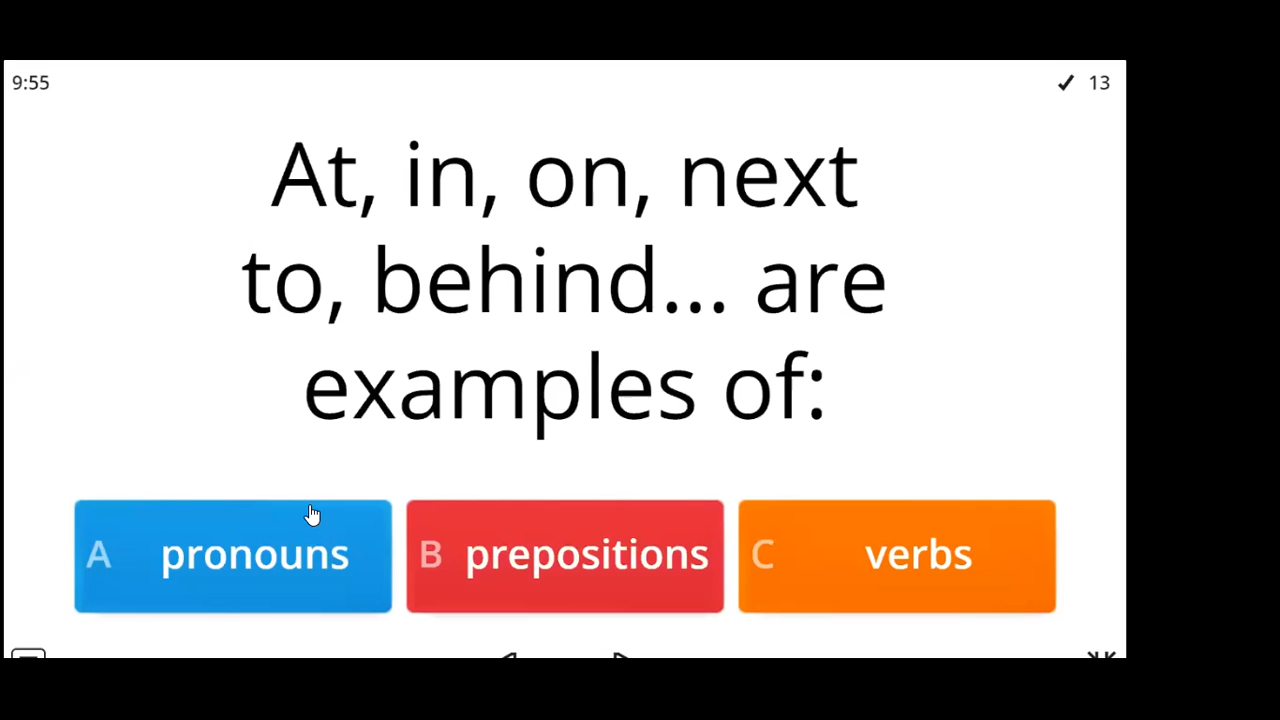 9:55
13
At, in, on, next
to, behind... are
examples of:
A pronouns
B prepositions
C verbs